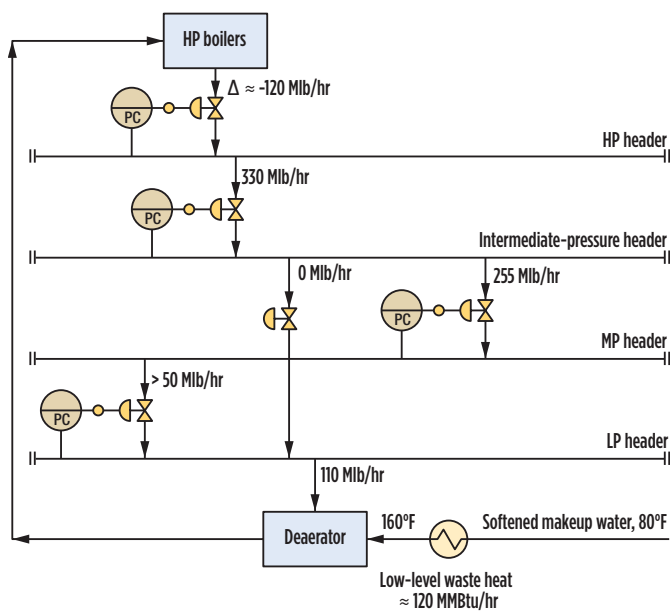 HP boilers
Δ ≈ -120 Mlb/hr
PC
HP header
330 Mlb/hr
PC
Intermediate-pressure header
0 Mlb/hr
255 Mlb/hr
PC
MP header
> 50 Mlb/hr
PC
LP header
110 Mlb/hr
Deaerator
160ºF
Softened makeup water, 80ºF
Low-level waste heat
≈ 120 MMBtu/hr